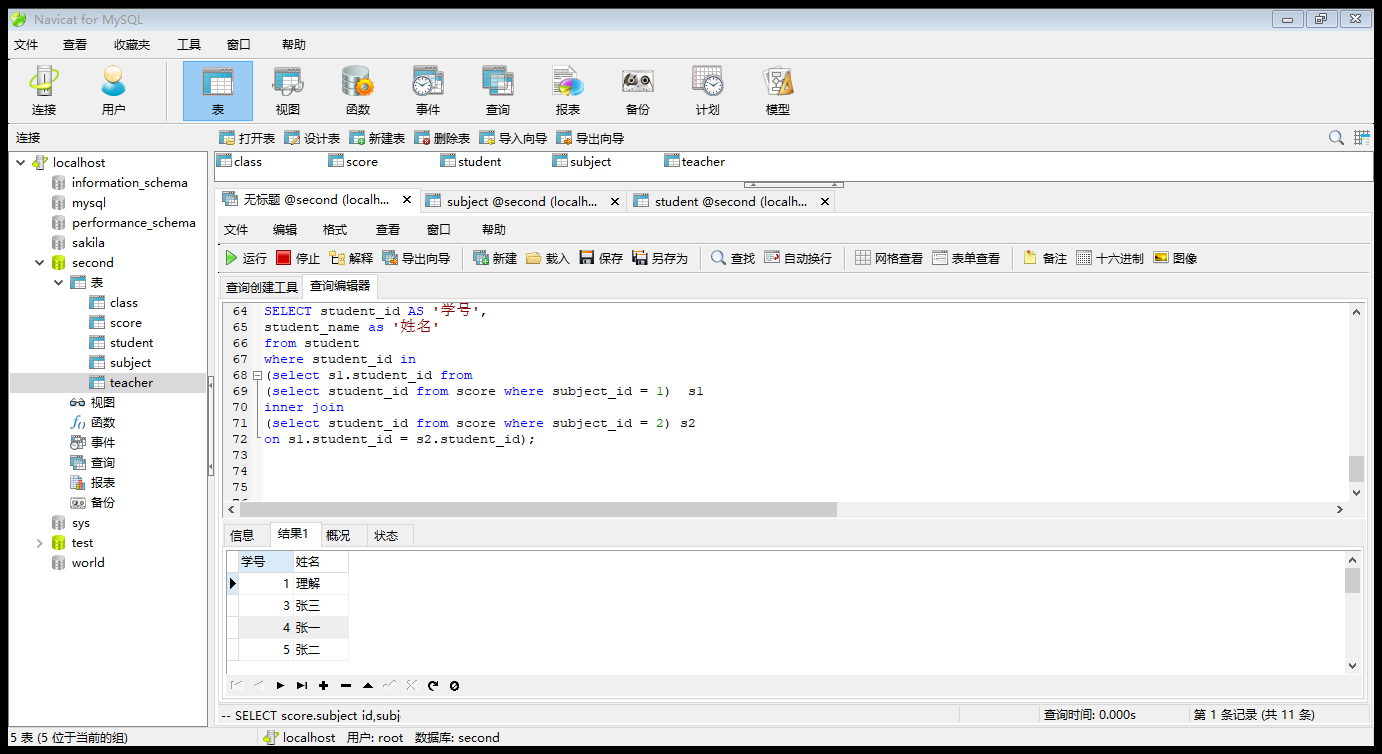 Navicat for MySQL
文件 查看 收藏夹 工具 窗口 帮助
连接 用户 表 视图 函数 事件 查询 报表 备份 计划 模型
连接 打开表 设计表 新建表 删除表 导入向导 导出向导
class score student subject teacher
localhost
information_schema
mysql
performance_schema
sakila
second
表
class
score
student
subject
teacher
视图
函数
事件
查询
报表
备份
sys
test
world
无标题 @second (localh... subject @second (localh... student @second (localh...
文件 编辑 格式 查看 窗口 帮助
运行 停止 解释 导出向导 新建 载入 保存 另存为 查找 自动换行 网格查看 表单查看 备注 十六进制 图像
查询创建工具 查询编辑器
64 SELECT student_id AS '学号',
65 student_name as '姓名'
66 from student
67 where student_id in
68 (select s1.student_id from
69 (select student_id from score where subject_id = 1)  s1
70 inner join
71 (select student_id from score where subject_id = 2) s2
72 on s1.student_id = s2.student_id);
73
74
75
信息 结果1 概况 状态
学号 姓名
1 理解
3 张三
4 张一
5 张二
-- SELECT score.subject id,subj 查询时间: 0.000s 第 1 条记录 (共 11 条)
5 表 (5 位于当前的组) localhost 用户: root 数据库: second